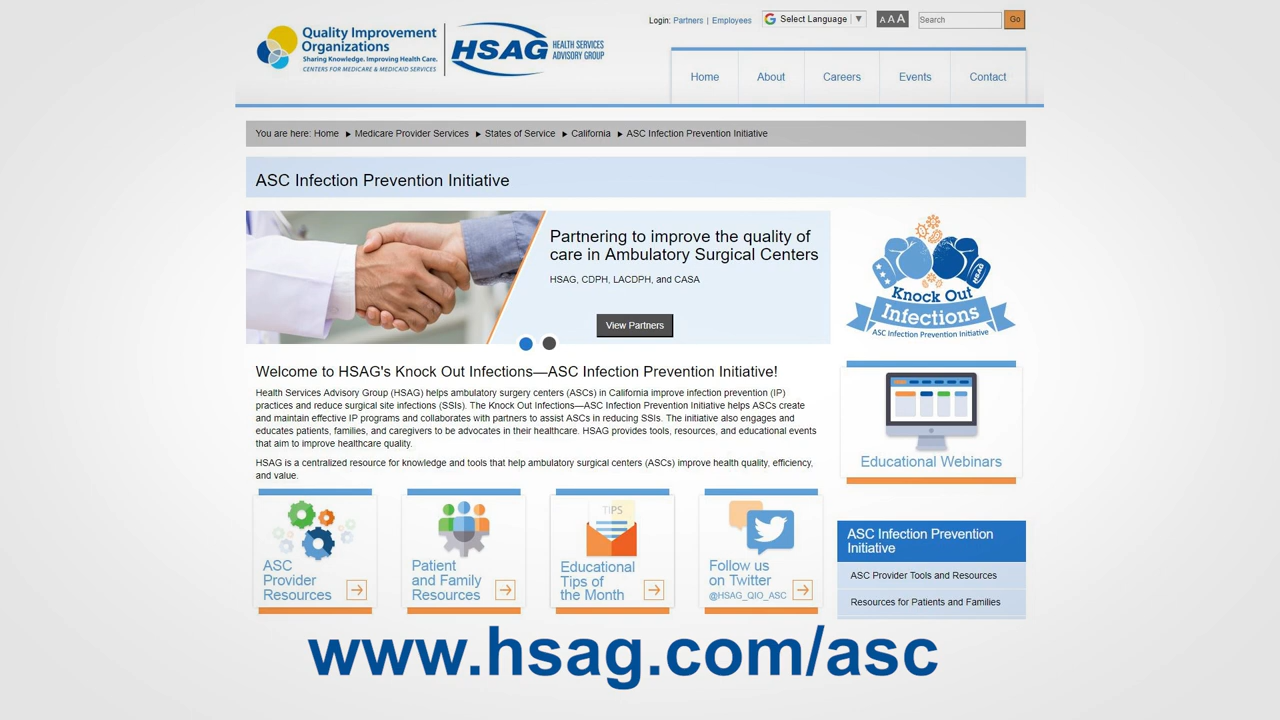 Quality Improvement
Organizations
Sharing Knowledge. Improving Health Care.
CENTERS FOR MEDICARE & MEDICAID SERVICES
HSAG
HEALTH SERVICES
ADVISORY GROUP
Login: Partners | Employees
Select Language ▼
A A A
Search
Go
Home
About
Careers
Events
Contact
You are here: Home ▶ Medicare Provider Services ▶ States of Service ▶ California ▶ ASC Infection Prevention Initiative
ASC Infection Prevention Initiative
Partnering to improve the quality of
care in Ambulatory Surgical Centers
HSAG, CDPH, LACDPH, and CASA
View Partners
HSAG
Knock Out
Infections
ASC Infection Prevention Initiative
Welcome to HSAG's Knock Out Infections—ASC Infection Prevention Initiative!
Health Services Advisory Group (HSAG) helps ambulatory surgery centers (ASCs) in California improve infection prevention (IP)
practices and reduce surgical site infections (SSIs). The Knock Out Infections—ASC Infection Prevention Initiative helps ASCs create
and maintain effective IP programs and collaborates with partners to assist ASCs in reducing SSIs. The initiative also engages and
educates patients, families, and caregivers to be advocates in their healthcare. HSAG provides tools, resources, and educational events
that aim to improve healthcare quality.
HSAG is a centralized resource for knowledge and tools that help ambulatory surgical centers (ASCs) improve health quality, efficiency,
and value.
Educational Webinars
ASC
Provider
Resources
Patient
and Family
Resources
TIPS
Educational
Tips of
the Month
Follow us
on Twitter
@HSAG_QIO_ASC
ASC Infection Prevention
Initiative
ASC Provider Tools and Resources
Resources for Patients and Families
www.hsag.com/asc